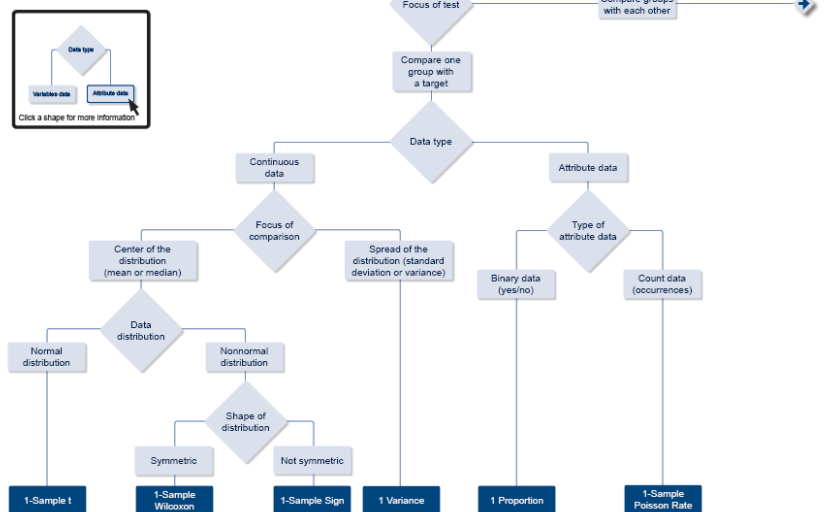 Focus of test
Compare groups
with each other
Data type
Variables data
Attribute data
Click a shape for more information
Compare one
group with
a target
Data type
Continuous
data
Attribute data
Focus of
comparison
Type of
attribute data
Center of the
distribution
(mean or median)
Spread of the
distribution (standard
deviation or variance)
Binary data
(yes/no)
Count data
(occurrences)
Data
distribution
Normal
distribution
Nonnormal
distribution
Shape of
distribution
Symmetric
Not symmetric
1-Sample t
1-Sample
Wilcoxon
1-Sample Sign
1 Variance
1 Proportion
1-Sample
Poisson Rate